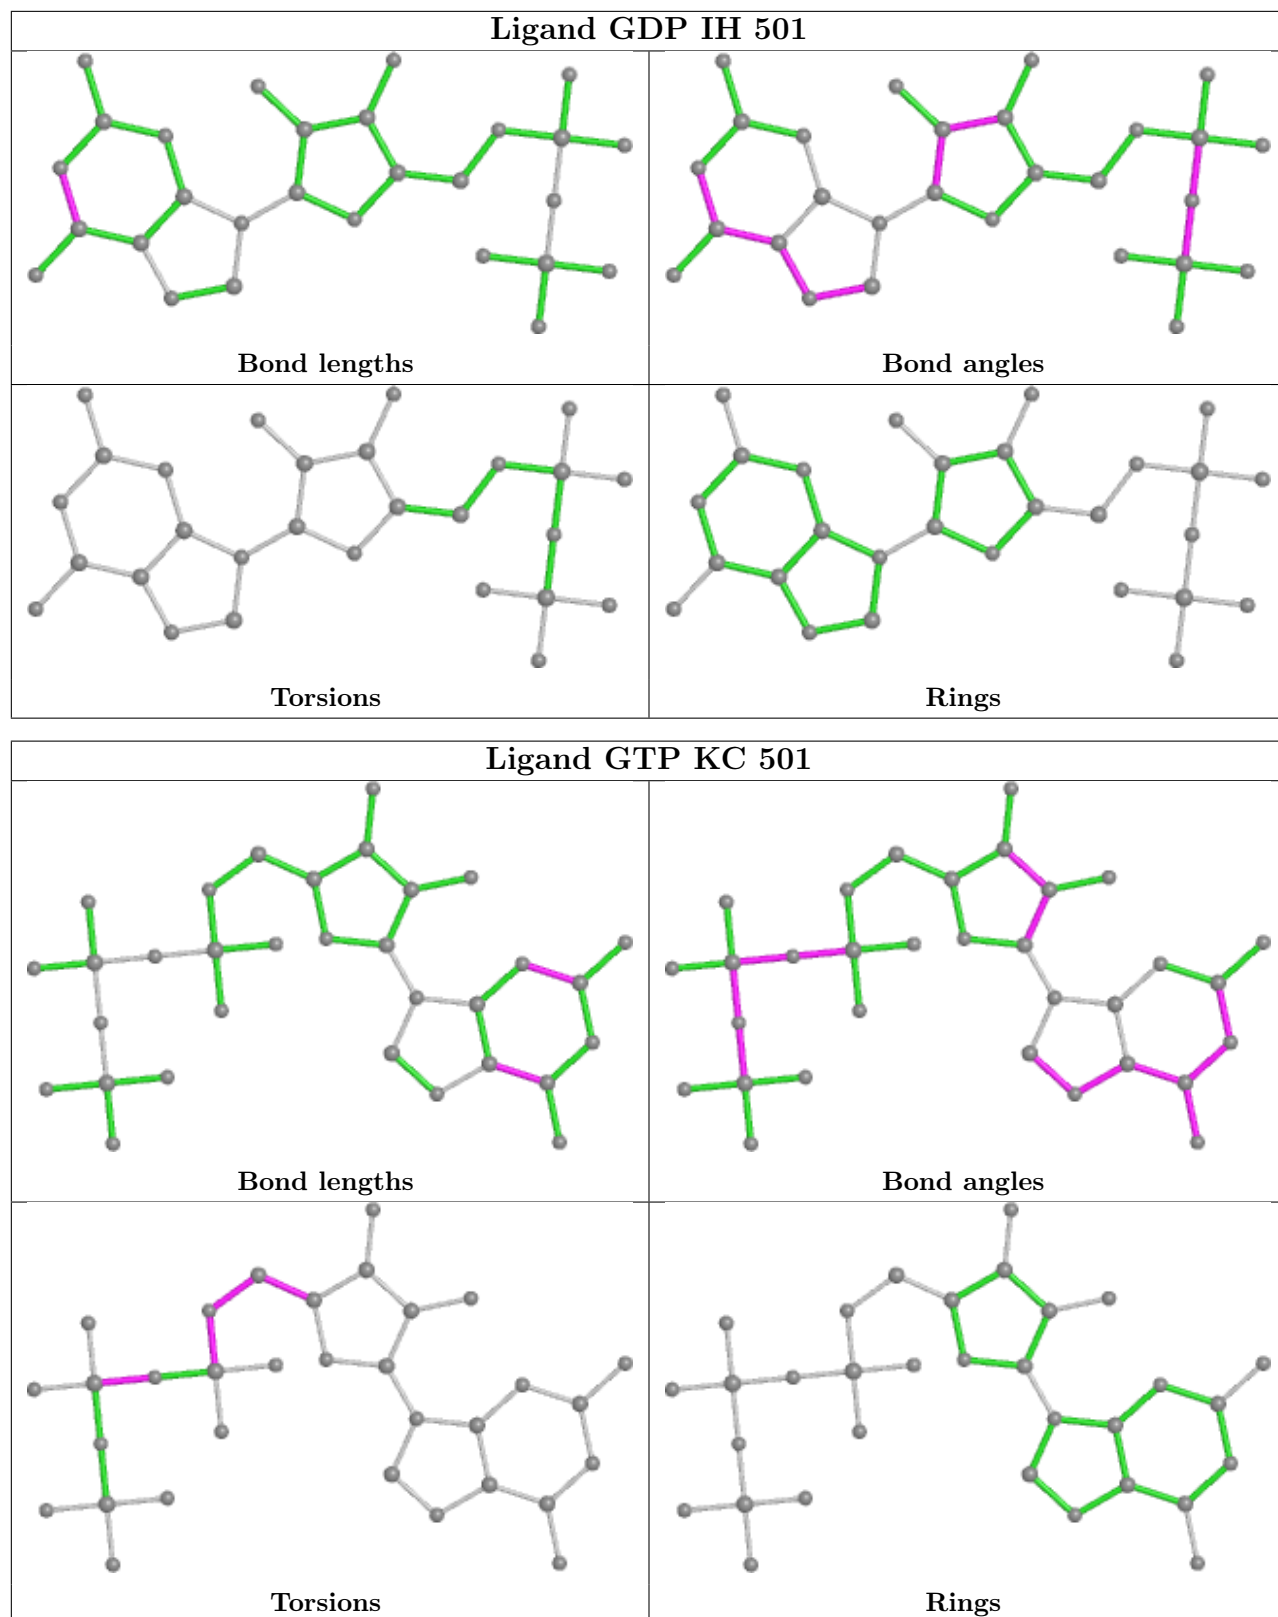 Ligand GDP IH 501
Bond lengths
Bond angles
Torsions
Rings
Ligand GTP KC 501
Bond lengths
Bond angles
Torsions
Rings